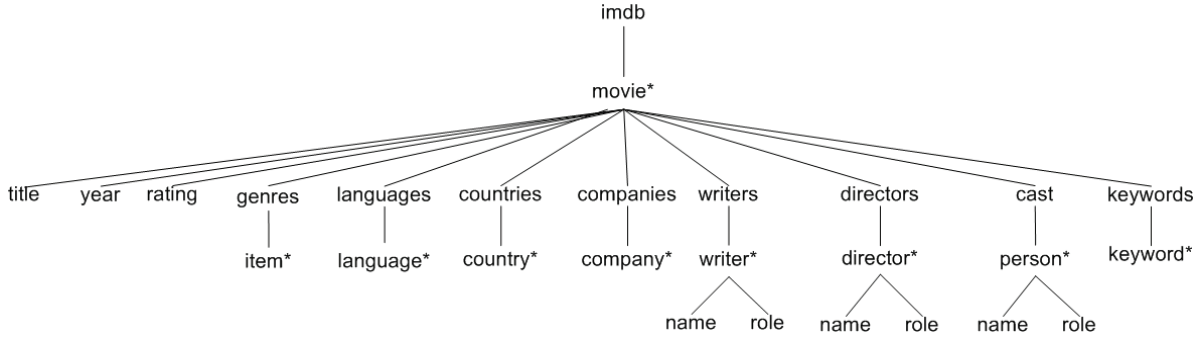 imdb
movie*
title year rating genres languages countries companies writers directors cast keywords
item* language* country* company* writer* director* person* keyword*
name role name role name role